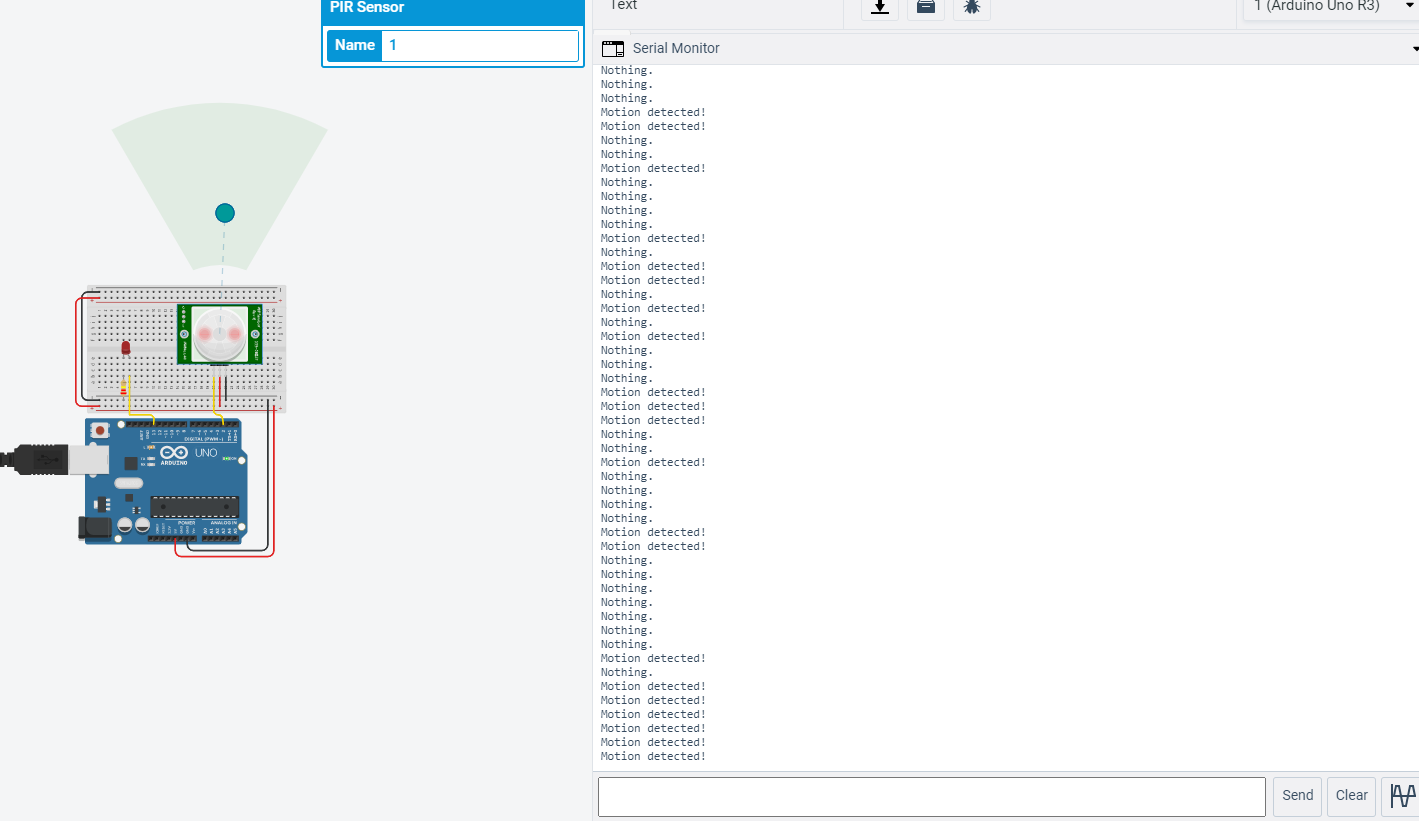 PIR Sensor
Name 1
Text
1 (Arduino Uno R3)
Serial Monitor
Nothing.
Nothing.
Nothing.
Motion detected!
Motion detected!
Nothing.
Nothing.
Motion detected!
Nothing.
Nothing.
Nothing.
Nothing.
Motion detected!
Nothing.
Motion detected!
Motion detected!
Nothing.
Motion detected!
Nothing.
Motion detected!
Nothing.
Nothing.
Nothing.
Motion detected!
Motion detected!
Motion detected!
Nothing.
Nothing.
Motion detected!
Nothing.
Nothing.
Nothing.
Nothing.
Motion detected!
Motion detected!
Nothing.
Nothing.
Nothing.
Nothing.
Nothing.
Nothing.
Nothing.
Motion detected!
Nothing.
Motion detected!
Motion detected!
Motion detected!
Motion detected!
Motion detected!
Motion detected!
Send
Clear
DIGITAL (PWM~)
UNO
ARDUINO
POWER
ANALOG IN